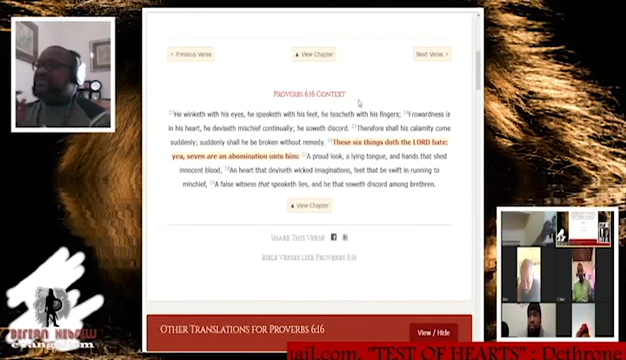 < Previous Verse
▲ View Chapter
Next Verse >
Proverbs 6:16 Context
13He winketh with his eyes, he speaketh with his feet, he teacheth with his fingers; 14Frowardness is
in his heart, he deviseth mischief continually; he soweth discord. 15Therefore shall his calamity come
suddenly; suddenly shall he be broken without remedy. 16These six things doth the LORD hate:
yea, seven are an abomination unto him: 17A proud look, a lying tongue, and hands that shed
innocent blood, 18An heart that deviseth wicked imaginations, feet that be swift in running to
mischief, 19A false witness that speaketh lies, and he that soweth discord among brethren.
▲ View Chapter
Share This Verse:
Bible Verses Like Proverbs 6:16
Other Translations for Proverbs 6:16
View / Hide
BEREAN HEBREW
mail.com, "TEST OF HEARTS" : Dethrone